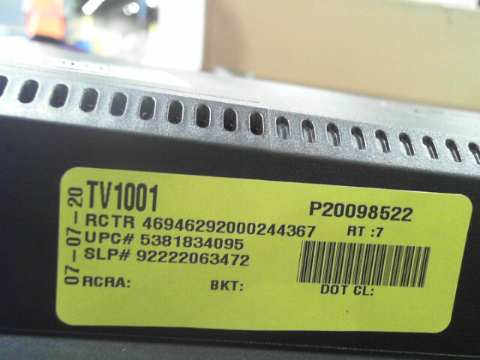 07-07-20
TV1001
P20098522
RCTR 46946292000244367 RT :7
UPC# 5381834095
SLP# 92222063472
RCRA: BKT: DOT CL: